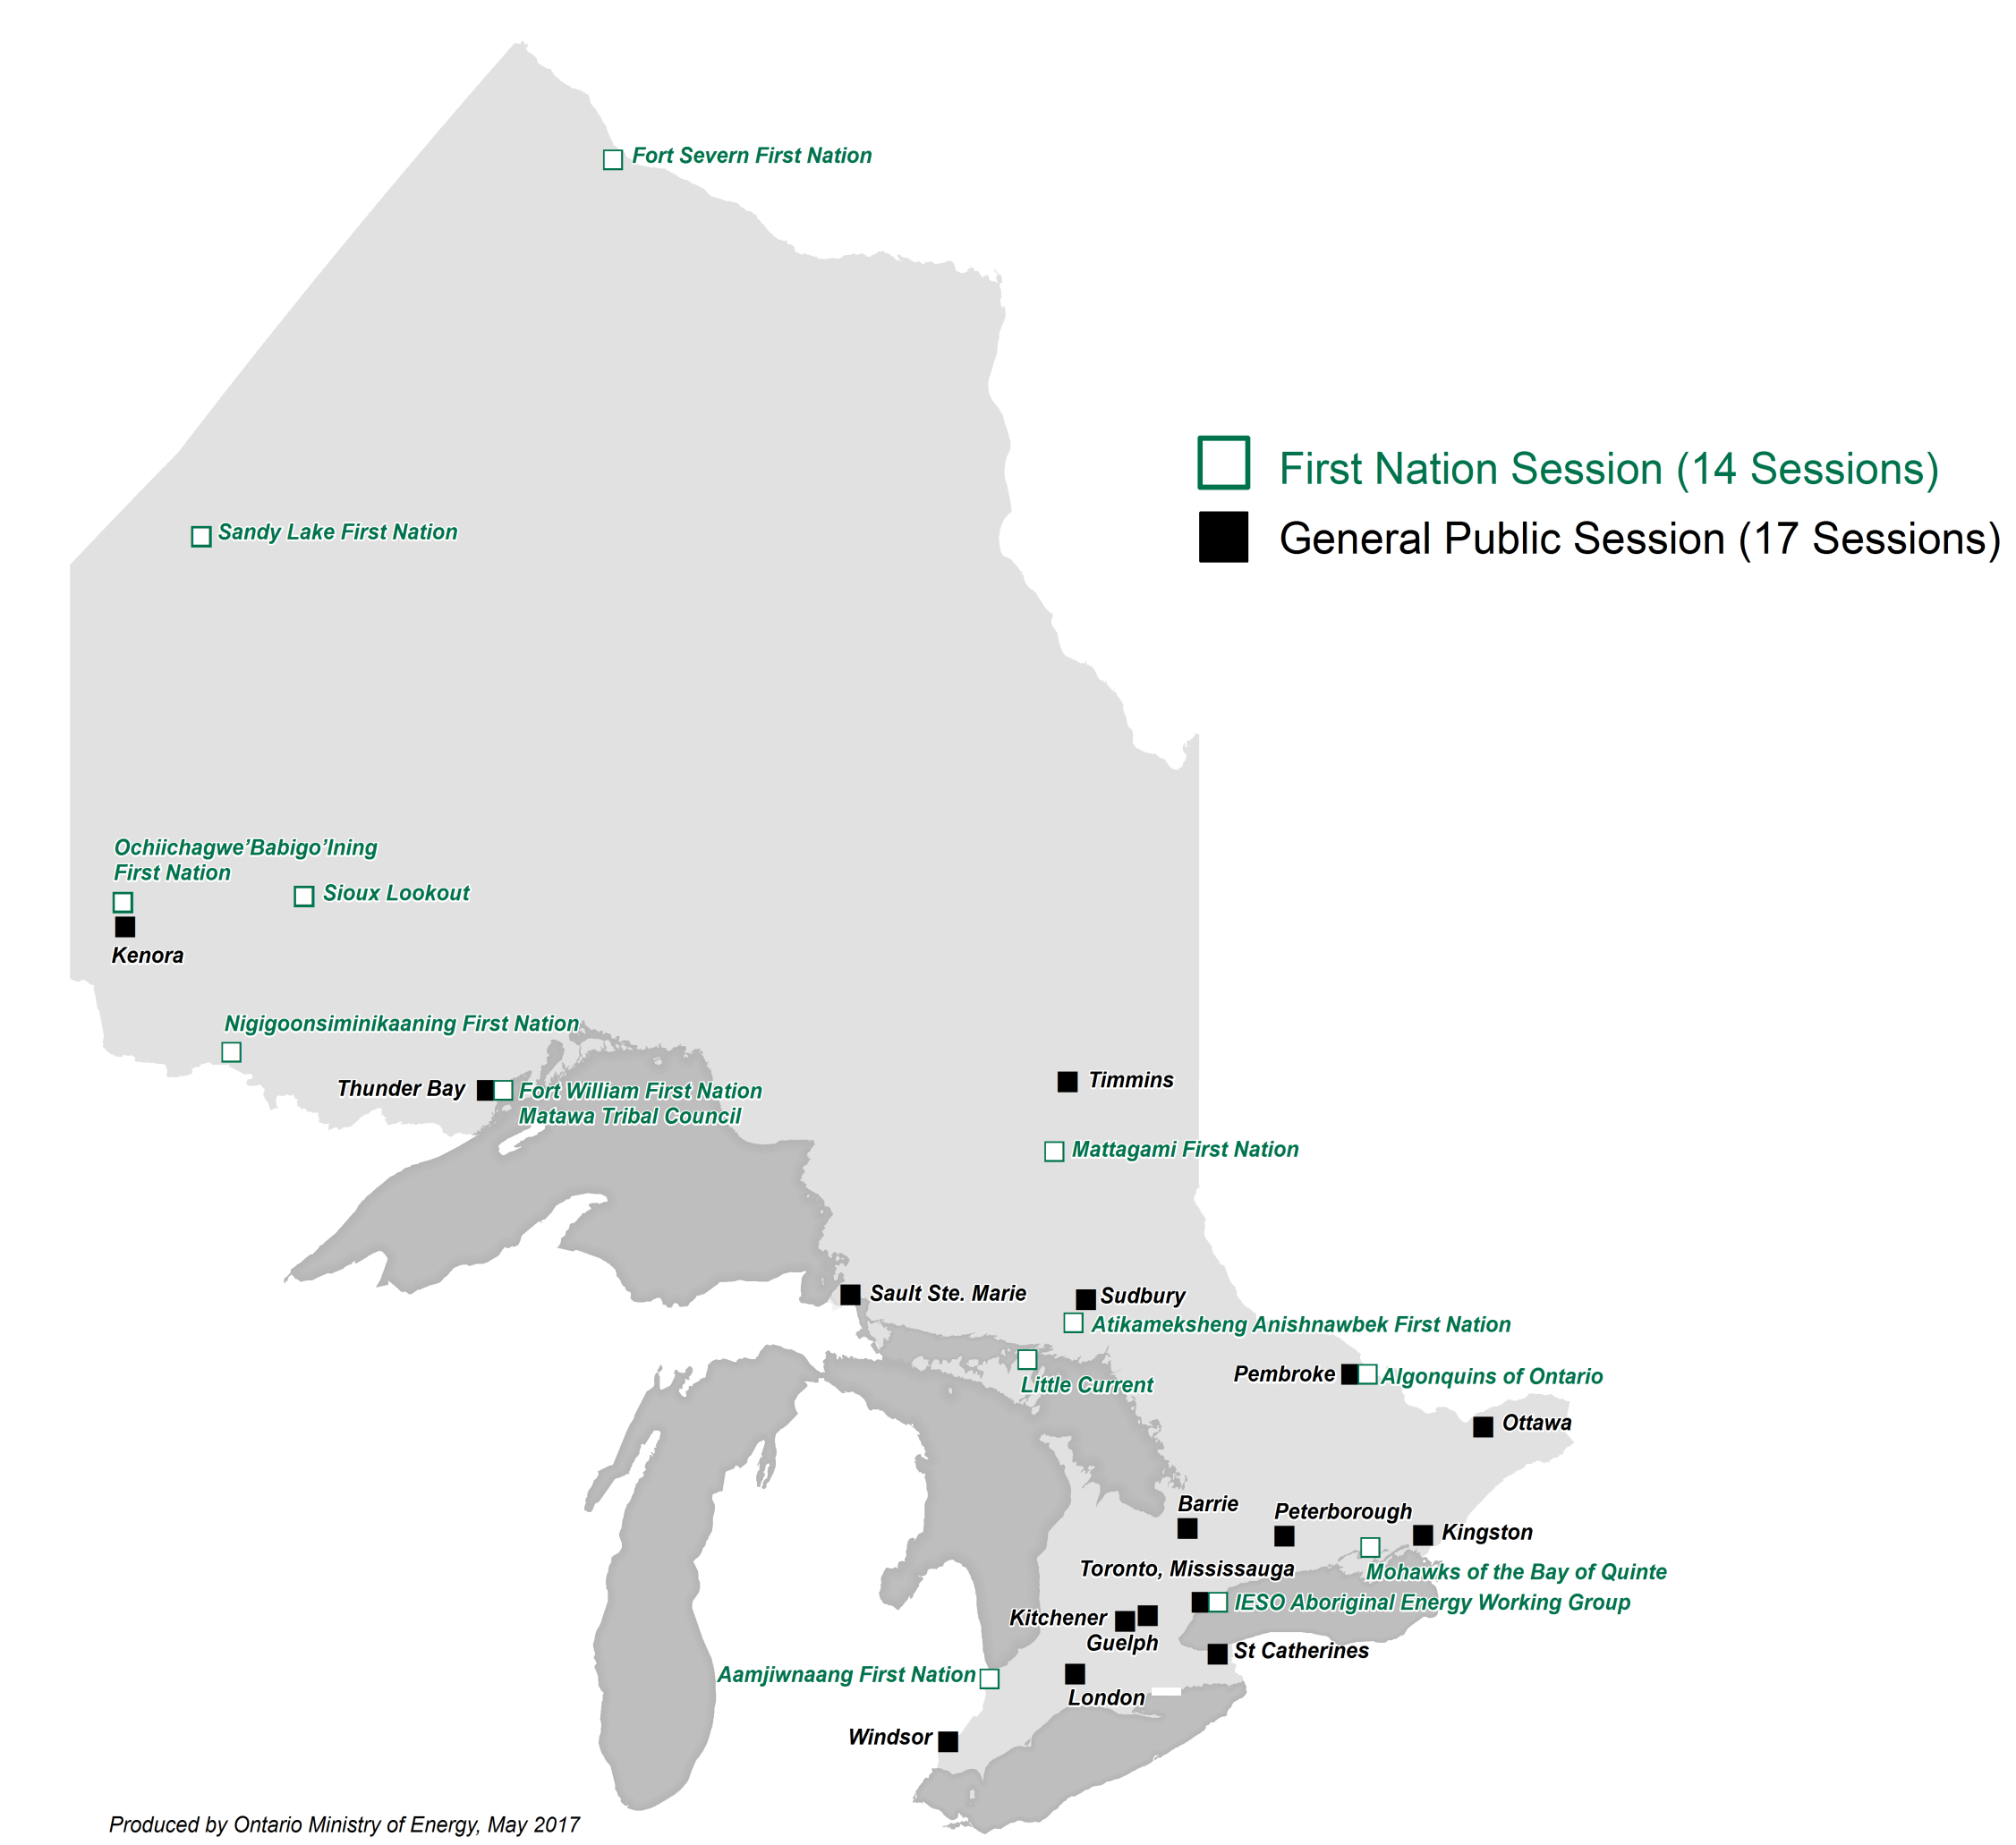 Fort Severn First Nation
First Nation Session (14 Sessions)
General Public Session (17 Sessions)
Sandy Lake First Nation
Ochiichagwe’Babigo’Ining
First Nation
Sioux Lookout
Kenora
Nigigoonsiminikaaning First Nation
Thunder Bay
Fort William First Nation
Matawa Tribal Council
Timmins
Mattagami First Nation
Sault Ste. Marie
Sudbury
Atikameksheng Anishnawbek First Nation
Little Current
Pembroke
Algonquins of Ontario
Ottawa
Barrie
Peterborough
Kingston
Mohawks of the Bay of Quinte
Toronto, Mississauga
IESO Aboriginal Energy Working Group
Kitchener
Guelph
St Catherines
Aamjiwnaang First Nation
London
Windsor
Produced by Ontario Ministry of Energy, May 2017